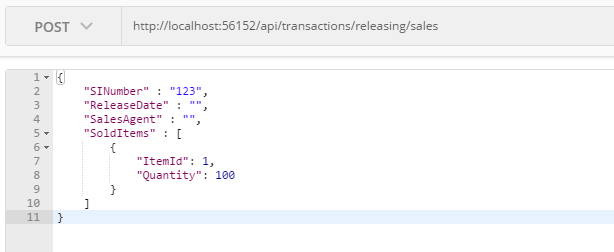 POST http://localhost:56152/api/transactions/releasing/sales
1 {
2 "SINumber" : "123",
3 "ReleaseDate" : "",
4 "SalesAgent" : "",
5 "SoldItems" : [
6 {
7 "ItemId": 1,
8 "Quantity": 100
9 }
10 ]
11 }